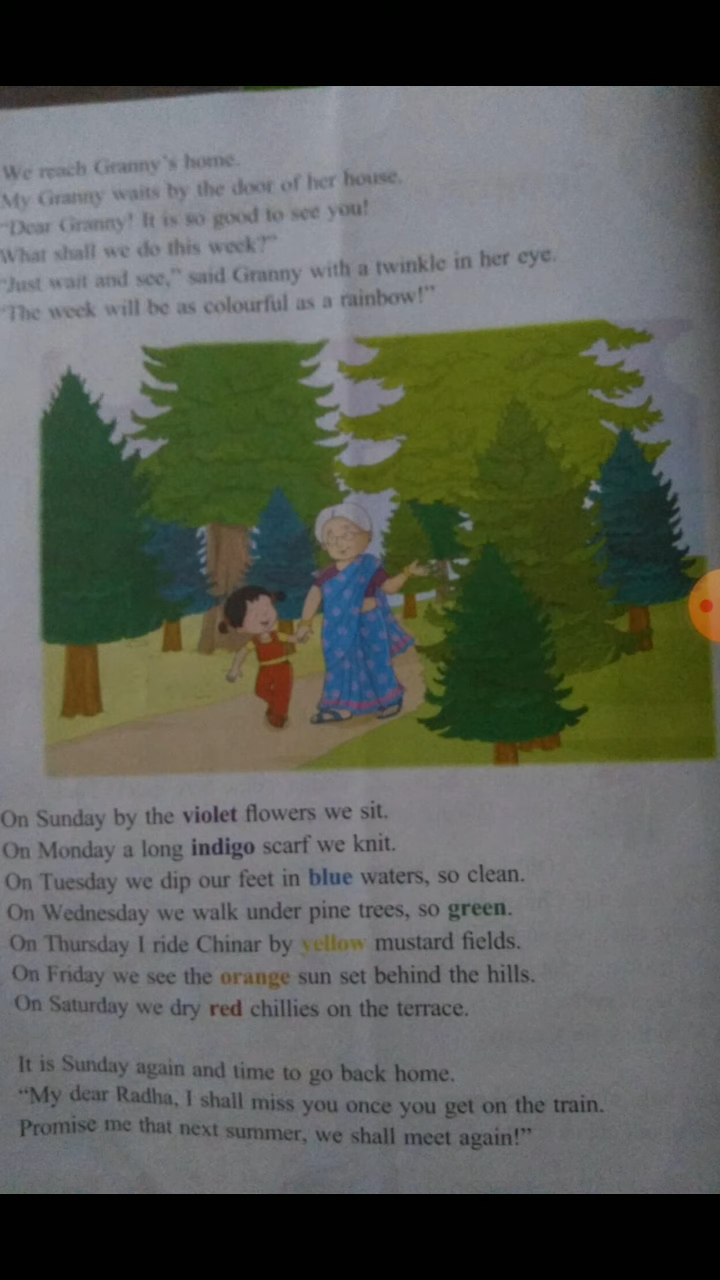 We reach Granny's home.
My Granny waits by the door of her house.
"Dear Granny! It is so good to see you!
What shall we do this week?"
"Just wait and see," said Granny with a twinkle in her eye.
"The week will be as colourful as a rainbow!"
On Sunday by the violet flowers we sit.
On Monday a long indigo scarf we knit.
On Tuesday we dip our feet in blue waters, so clean.
On Wednesday we walk under pine trees, so green.
On Thursday I ride Chinar by yellow mustard fields.
On Friday we see the orange sun set behind the hills.
On Saturday we dry red chillies on the terrace.
It is Sunday again and time to go back home.
"My dear Radha, I shall miss you once you get on the train.
Promise me that next summer, we shall meet again!"